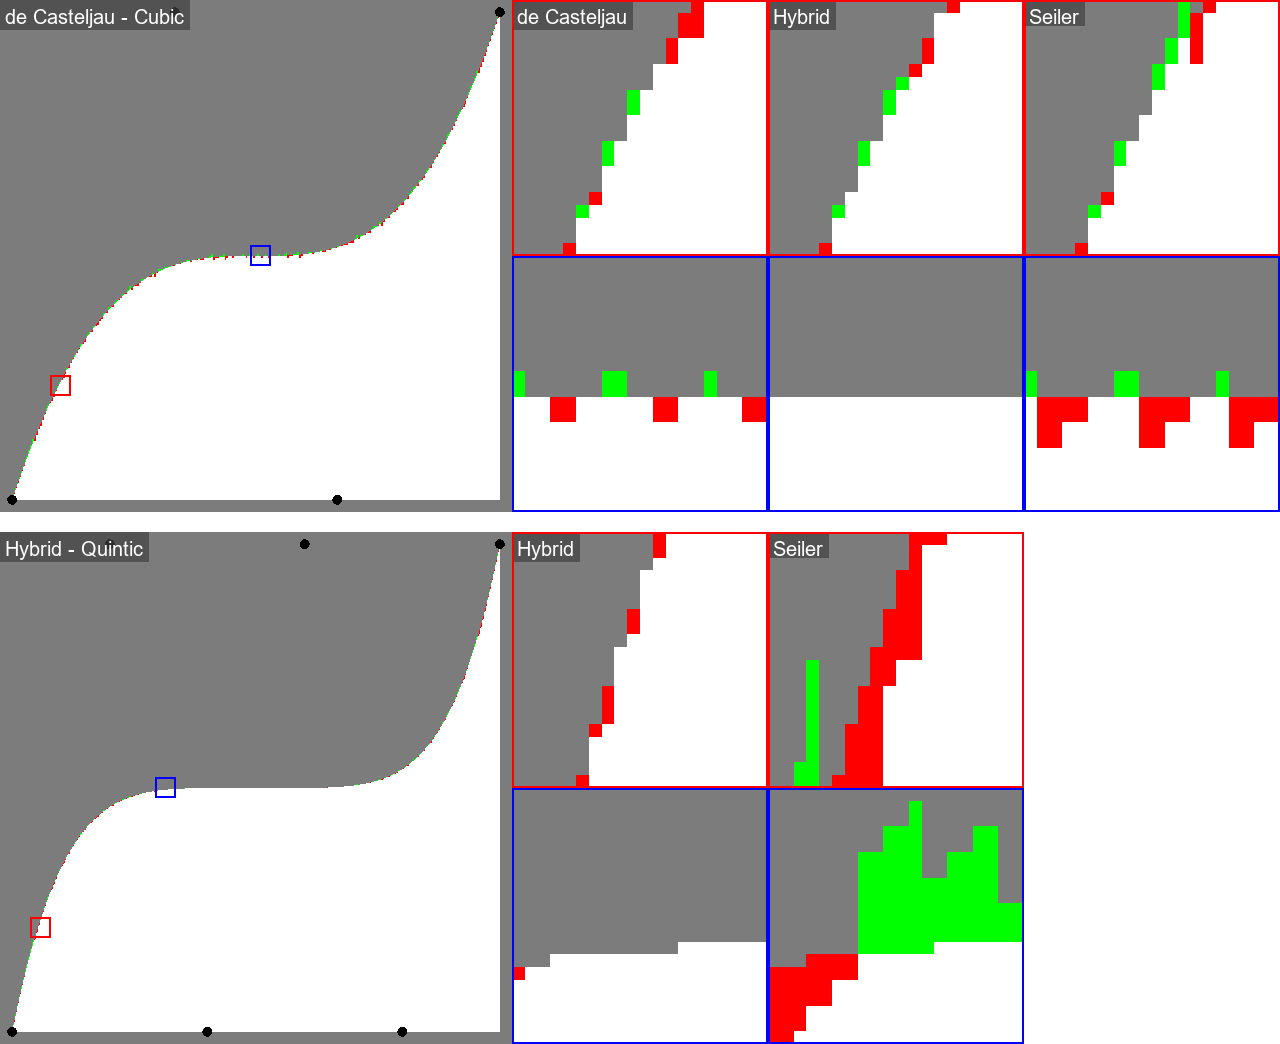 de Casteljau - Cubic
de Casteljau
Hybrid
Seiler
Hybrid - Quintic
Hybrid
Seiler